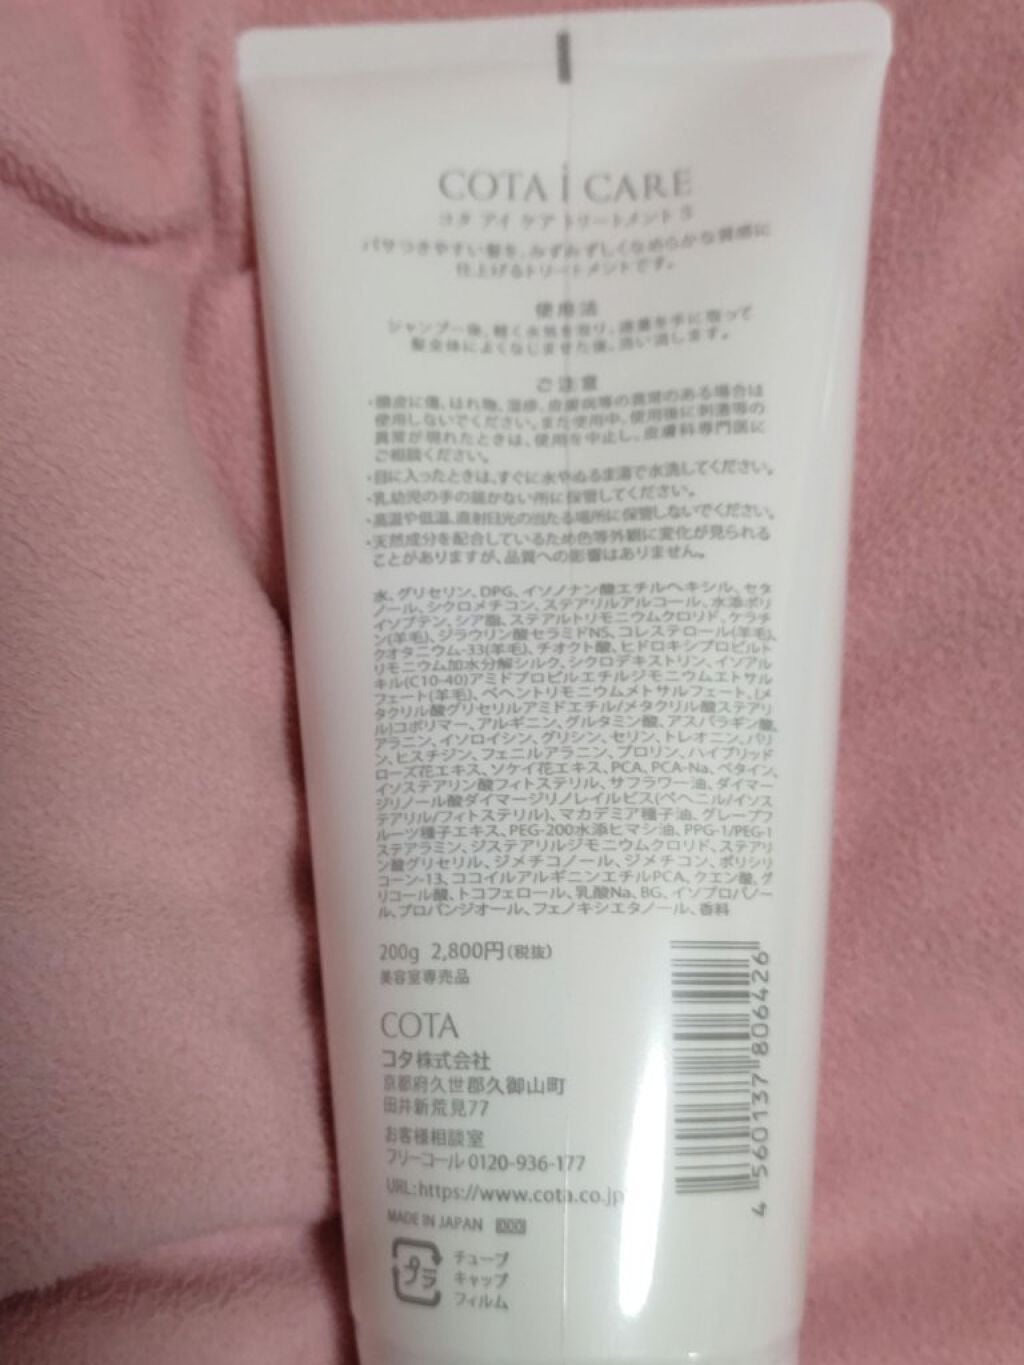 COTA i CARE
コタ アイ ケア トリートメント 5
パサつきやすい髪を、みずみずしくなめらかな質感に
仕上げるトリートメントです。
使用法
シャンプー後、軽く水気を取り、適量を手に取って
髪全体によくなじませた後、洗い流します。
ご注意
・頭皮に傷、はれ物、湿疹、皮膚病等の異常のある場合は
使用しないでください。また使用中、使用後に刺激等の
異常が現れたときは、使用を中止し、皮膚科専門医に
ご相談ください。
・目に入ったときは、すぐに水やぬるま湯で水洗してください。
・乳幼児の手の届かない所に保管してください。
・高温や低温、直射日光の当たる場所に保管しないでください。
・天然成分を配合しているため色等外観に変化が見られる
ことがありますが、品質への影響はありません。
水、グリセリン、DPG、イソノナン酸エチルヘキシル、セタ
ノール、シクロメチコン、ステアリルアルコール、水添ポリ
イソブテン、シア脂、ステアルトリモニウムクロリド、ケラチ
ン(羊毛)、ジラウリン酸セラミドNS、コレステロール(羊毛)、
クオタニウム-33(羊毛)、チオクト酸、ヒドロキシプロピルト
リモニウム加水分解シルク、シクロデキストリン、イソアル
キル(C10-40)アミドプロピルエチルジモニウムエトサル
フェート(羊毛)、ベヘントリモニウムメトサルフェート、(メ
タクリル酸グリセリルアミドエチル/メタクリル酸ステアリ
ル)コポリマー、アルギニン、グルタミン酸、アスパラギン酸、
アラニン、イソロイシン、グリシン、セリン、トレオニン、バリ
ン、ヒスチジン、フェニルアラニン、プロリン、ハイブリッド
ローズ花エキス、ソケイ花エキス、PCA、PCA-Na、ベタイン、
イソステアリン酸フィトステリル、サフラワー油、ダイマー
ジリノール酸ダイマージリノレイルビス(ベヘニル/イソス
テアリル/フィトステリル)、マカデミア種子油、グレープフ
ルーツ種子エキス、PEG-200水添ヒマシ油、PPG-1/PEG-1
ステアラミン、ジステアリルジモニウムクロリド、ステアリ
ン酸グリセリル、ジメチコノール、ジメチコン、ポリシリ
コーン-13、ココイルアルギニンエチルPCA、クエン酸、グ
リコール酸、トコフェロール、乳酸Na、BG、イソプロパノー
ル、プロパンジオール、フェノキシエタノール、香料
200g 2,800円(税抜)
美容室専売品
COTA
コタ株式会社
京都府久世郡久御山町
田井新荒見77
お客様相談室
フリーコール 0120-936-177
URL:https://www.cota.co.jp
MADE IN JAPAN 000
プラ
チューブ
キャップ
フィルム
4 560137 806426